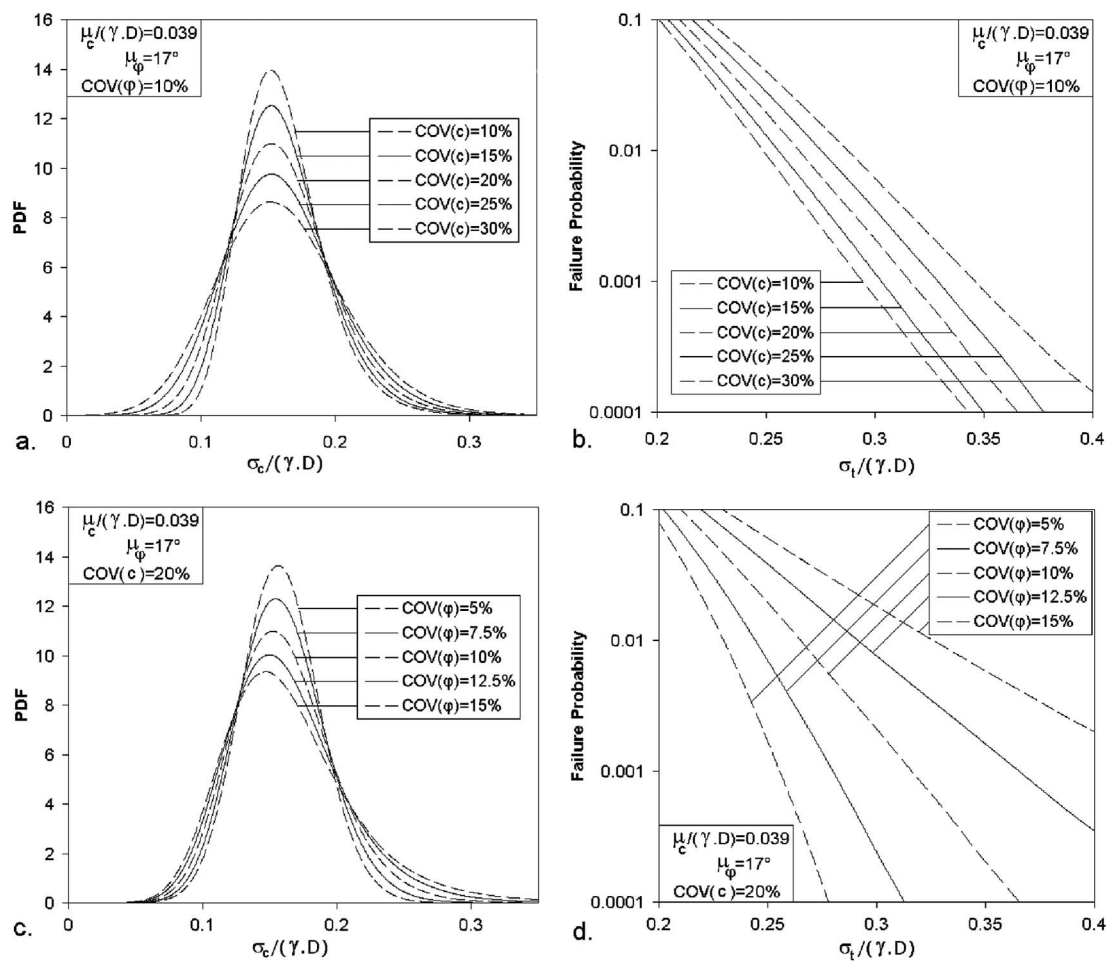 16
14
12
10
8
6
4
2
0
PDF
μc/(γ.D)=0.039
μφ=17°
COV(φ)=10%
COV(c)=10%
COV(c)=15%
COV(c)=20%
COV(c)=25%
COV(c)=30%
0 0.1 0.2 0.3
σc/(γ.D)
a.
0.1
0.01
0.001
0.0001
Failure Probability
μc/(γ.D)=0.039
μφ=17°
COV(φ)=10%
COV(c)=10%
COV(c)=15%
COV(c)=20%
COV(c)=25%
COV(c)=30%
0.2 0.25 0.3 0.35 0.4
σt/(γ.D)
b.
16
14
12
10
8
6
4
2
0
PDF
μc/(γ.D)=0.039
μφ=17°
COV(c)=20%
COV(φ)=5%
COV(φ)=7.5%
COV(φ)=10%
COV(φ)=12.5%
COV(φ)=15%
0 0.1 0.2 0.3
σc/(γ.D)
c.
0.1
0.01
0.001
0.0001
Failure Probability
COV(φ)=5%
COV(φ)=7.5%
COV(φ)=10%
COV(φ)=12.5%
COV(φ)=15%
μc/(γ.D)=0.039
μφ=17°
COV(c)=20%
0.2 0.25 0.3 0.35 0.4
σt/(γ.D)
d.